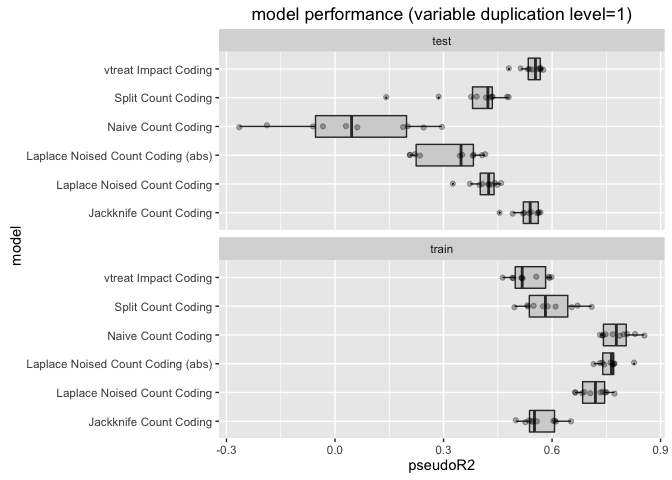 model performance (variable duplication level=1)
test
vtreat Impact Coding
Split Count Coding
Naive Count Coding
Laplace Noised Count Coding (abs)
Laplace Noised Count Coding
Jackknife Count Coding
model
train
vtreat Impact Coding
Split Count Coding
Naive Count Coding
Laplace Noised Count Coding (abs)
Laplace Noised Count Coding
Jackknife Count Coding
-0.3 0.0 0.3 0.6 0.9
pseudoR2